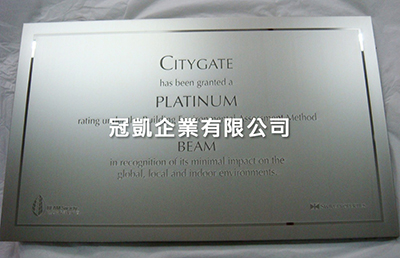 CITYGATE
has been granted a
PLATINUM
rating Method
冠凱企業有限公司
BEAM
in recognition of its minimal impact on the
global, local and indoor environments.